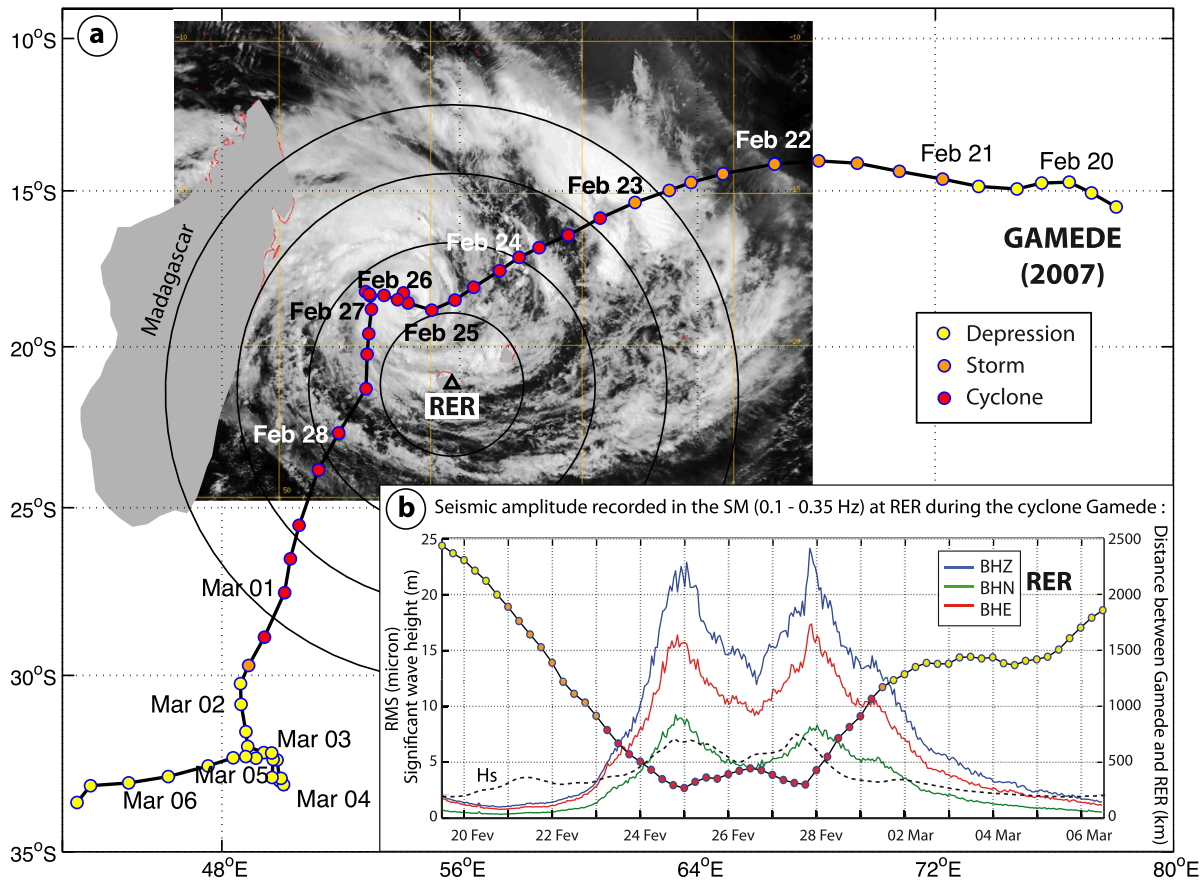 a
10°S
15°S
20°S
25°S
30°S
35°S
48°E
56°E
64°E
72°E
80°E
Madagascar
-10
-10
-15
-20
50
Feb 20
Feb 21
Feb 22
Feb 23
Feb 24
Feb 25
Feb 26
Feb 27
Feb 28
Mar 01
Mar 02
Mar 03
Mar 04
Mar 05
Mar 06
RER
GAMEDE
(2007)
Depression
Storm
Cyclone
b
Seismic amplitude recorded in the SM (0.1 - 0.35 Hz) at RER during the cyclone Gamede :
RMS (micron)
Significant wave height (m)
25
20
15
10
5
0
Hs
BHZ
BHN
BHE
RER
2500
2000
1500
1000
500
0
Distance between Gamede and RER (km)
20 Fev
22 Fev
24 Fev
26 Fev
28 Fev
02 Mar
04 Mar
06 Mar